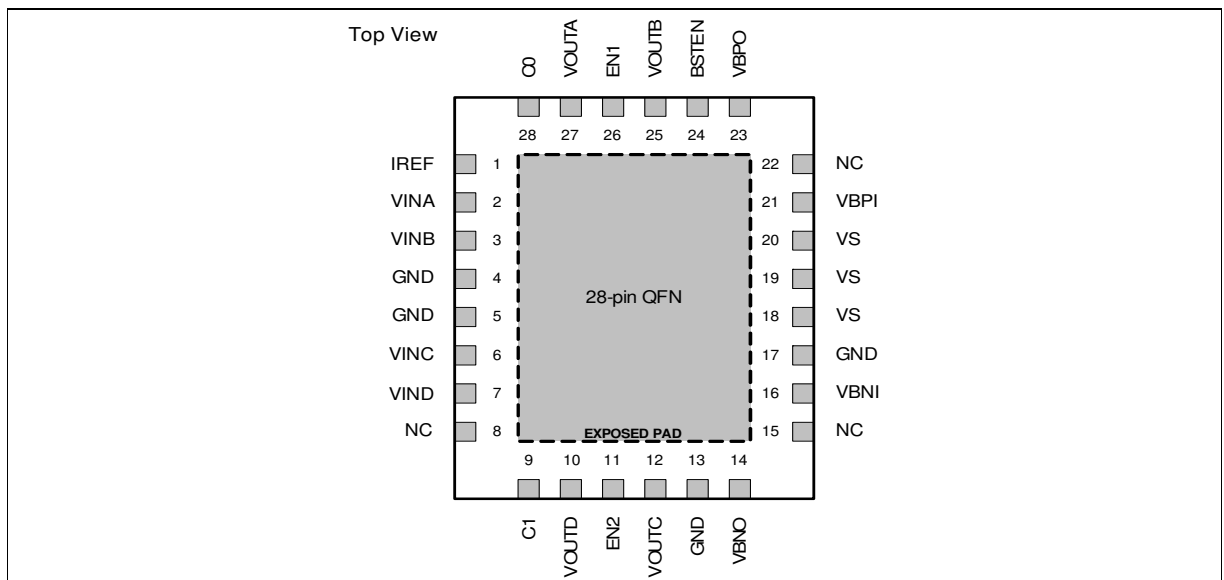 Top View
C0
VOUTA
EN1
VOUTB
BSTEN
VBPO
28 27 26 25 24 23
IREF 1
VINA 2
VINB 3
GND 4
GND 5
VINC 6
VIND 7
NC 8
28-pin QFN
EXPOSED PAD
22 NC
21 VBPI
20 VS
19 VS
18 VS
17 GND
16 VBNI
15 NC
9 10 11 12 13 14
C1
VOUTD
EN2
VOUTC
GND
VBNO